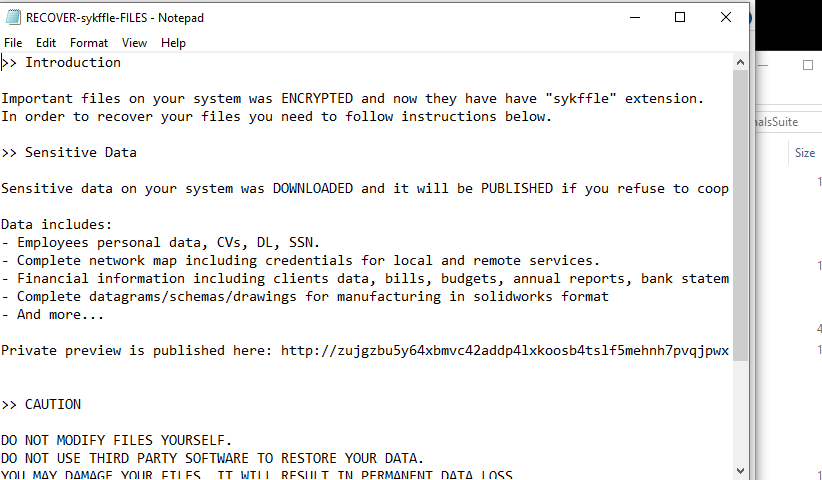 RECOVER-sykffle-FILES - Notepad
File Edit Format View Help
>> Introduction
Important files on your system was ENCRYPTED and now they have have "sykffle" extension.
In order to recover your files you need to follow instructions below.
>> Sensitive Data
Sensitive data on your system was DOWNLOADED and it will be PUBLISHED if you refuse to coop
Data includes:
- Employees personal data, CVs, DL, SSN.
- Complete network map including credentials for local and remote services.
- Financial information including clients data, bills, budgets, annual reports, bank statem
- Complete datagrams/schemas/drawings for manufacturing in solidworks format
- And more...
Private preview is published here: http://zujgzbu5y64xbmvc42addp4lxkoosb4tslf5mehnh7pvqjpwx
>> CAUTION
DO NOT MODIFY FILES YOURSELF.
DO NOT USE THIRD PARTY SOFTWARE TO RESTORE YOUR DATA.
YOU MAY DAMAGE YOUR FILES, IT WILL RESULT IN PERMANENT DATA LOSS.
nalsSuite
Size
1
1
4
1
1